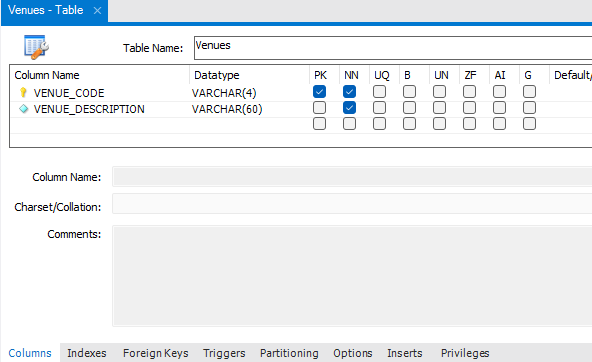 Venues - Table ×
Table Name: Venues
Column Name Datatype PK NN UQ B UN ZF AI G Default/
VENUE_CODE VARCHAR(4)
VENUE_DESCRIPTION VARCHAR(60)
Column Name:
Charset/Collation:
Comments:
Columns Indexes Foreign Keys Triggers Partitioning Options Inserts Privileges